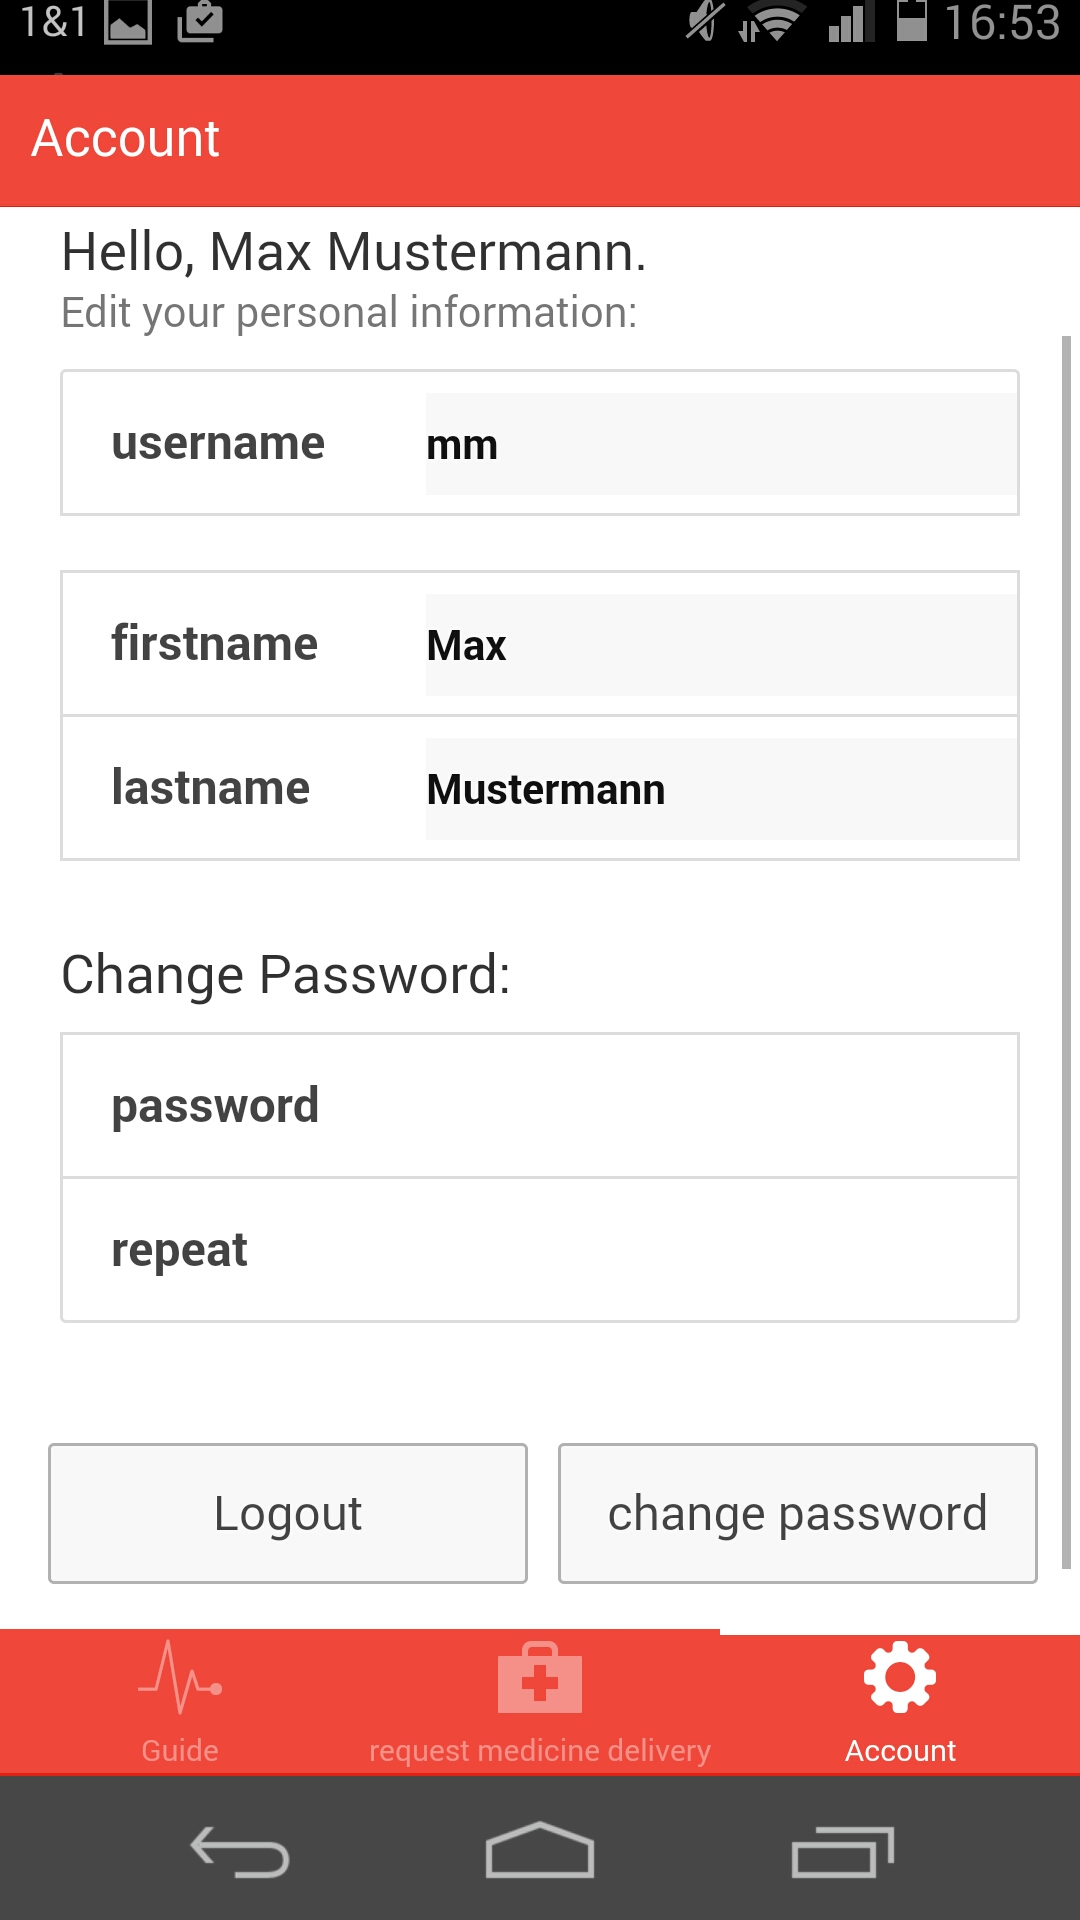 1&1 16:53
Account
Hello, Max Mustermann.
Edit your personal information:
username mm
firstname Max
lastname Mustermann
Change Password:
password
repeat
Logout change password
Guide request medicine delivery Account